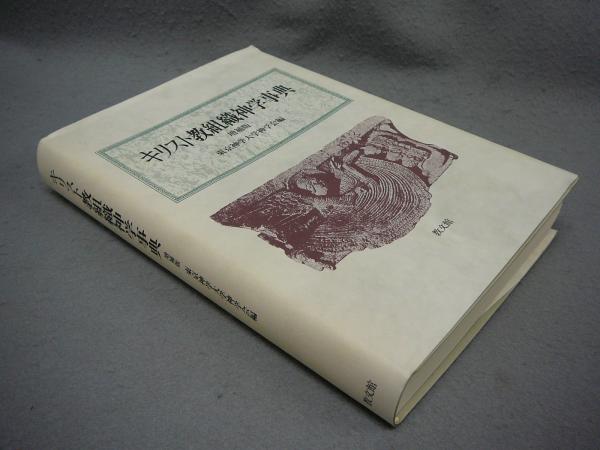 キリスト教組織神学事典
増補版
東京神学大学神学会編
教文館
キリスト教組織神学事典
増補版
東京神学大学神学会編
教文館